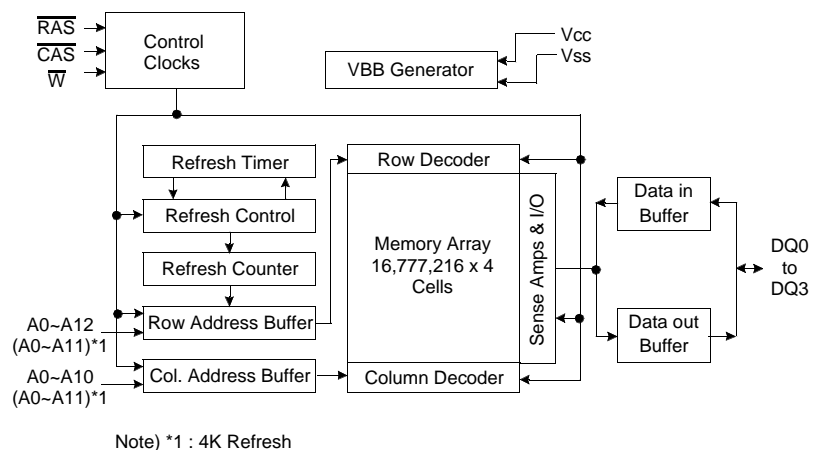 RAS
CAS
W
Control
Clocks
VBB Generator
Vcc
Vss
Refresh Timer
Refresh Control
Refresh Counter
Row Address Buffer
Col. Address Buffer
A0~A12
(A0~A11)*1
A0~A10
(A0~A11)*1
Row Decoder
Memory Array
16,777,216 x 4
Cells
Sense Amps & I/O
Column Decoder
Data in
Buffer
Data out
Buffer
DQ0
to
DQ3
Note) *1 : 4K Refresh